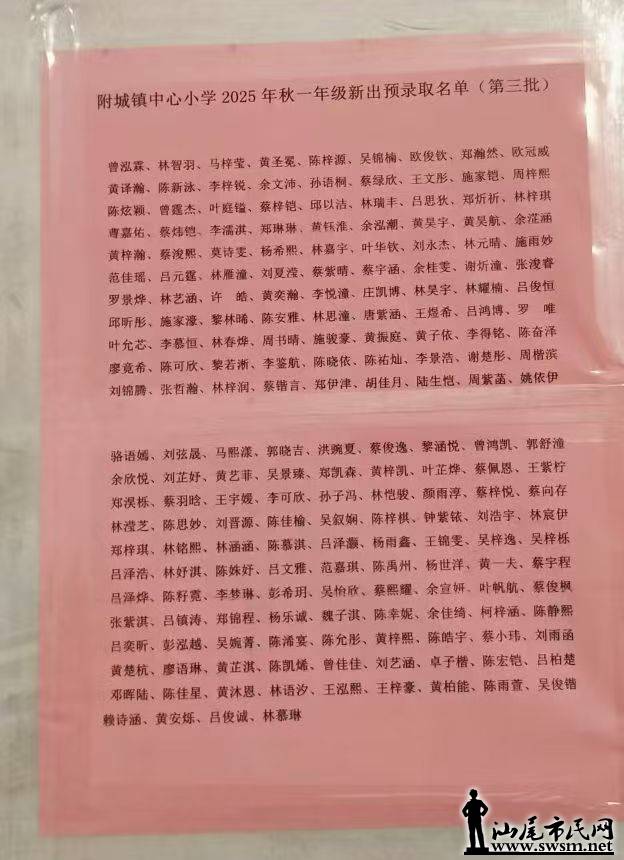 附城镇中心小学 2025 年秋一年级新出预录取名单（第三批）
曾泓霖、林智羽、马梓莹、黄圣冕、陈梓源、吴锦楠、欧俊钦、郑瀚然、欧冠威
黄译瀚、陈新泳、李梓锐、余文沛、孙语桐、蔡绿欣、王文彤、施家铠、周梓熙
陈炫颖、曾霆杰、叶庭镒、蔡梓铠、邱以洁、林瑞丰、吕思狄、郑炘祈、林梓琪
蓸嘉佑、蔡炜铠、李濡淇、郑琳琳、黄钰淮、余泓潮、黄吴宇、黄吴航、余滢涵
黄梓瀚、蔡浚熙、莫诗雯、杨希熙、林嘉宇、叶华钦、刘永杰、林元晴、施雨妙
范佳瑶、吕元霆、林雁潼、刘夏滢、蔡紫晴、蔡宇涵、余桂雯、谢炘潼、张浚睿
罗景烨、林艺涵、许　皓、黄奕瀚、李悦潼、庄凯博、林昊宇、林耀楠、吕俊恒
邱昕彤、施家濠、黎林晞、陈安雅、林思潼、唐紫涵、王煜希、吕鸿博、罗　唯
叶允芯、李慕恒、林春烨、周书晴、施骏豪、黄振庭、黄子依、李得铭、陈奋泽
廖竟希、陈可欣、黎若淅、李鋆航、陈晓依、陈祐灿、李景浩、谢楚彤、周楷滨
刘锦腾、张哲瀚、林梓润、蔡锴言、郑伊津、胡佳月、陆生恺、周紫菡、姚依伊
骆语嫣、刘弦晟、马熙漾、郭晓吉、洪琬夏、蔡俊逸、黎涵悦、曾鸿凯、郭舒潼
余欣悦、刘芷妤、黄艺菲、吴景臻、郑凯森、黄梓凯、叶芷烨、蔡佩恩、王紫柠
郑淏栎、蔡羽晗、王宇媛、李可欣、孙子冯、林恺骏、颜雨淳、蔡梓悦、蔡向存
林滢芝、陈思妙、刘晋源、陈佳榆、吴叙娴、陈梓棋、钟紫铱、刘浩宇、林宸伊
郑梓琪、林铭熙、林涵涵、陈慕淇、吕泽灏、杨雨鑫、王锦雯、吴梓逸、吴梓栎
吕泽浩、林妤淇、陈姝妤、吕文雅、范嘉琪、陈禹州、杨世洋、黄一夫、蔡宇程
吕泽烨、陈籽霓、李梦琳、彭希玥、吴怡欣、蔡熙耀、余宣妍、叶帆航、蔡俊枫
张紫淇、吕镇涛、郑锦程、杨乐诚、魏子淇、陈幸妮、余佳绮、柯梓涵、陈静熙
吕奕昕、彭泓越、吴婉菁、陈浠宴、陈允彤、黄梓熙、陈皓宇、蔡小玮、刘雨函
黄楚杭、廖语琳、黄芷淇、陈凯烯、曾佳佳、刘艺涵、卓子楷、陈宏铠、吕柏楚
邓晖陆、陈佳星、黄沐恩、林语汐、王泓熙、王梓豪、黄柏能、陈雨萱、吴俊锴
赖诗涵、黄安烁、吕俊诚、林慕琳
汕尾市民网
www.swsm.net